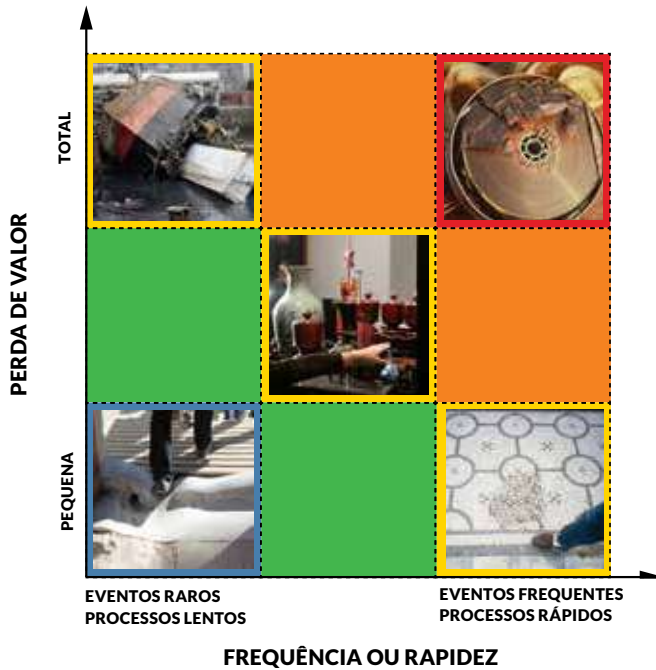 TOTAL
PERDA DE VALOR
PEQUENA
EVENTOS RAROS
PROCESSOS LENTOS
EVENTOS FREQUENTES
PROCESSOS RÁPIDOS
FREQUÊNCIA OU RAPIDEZ